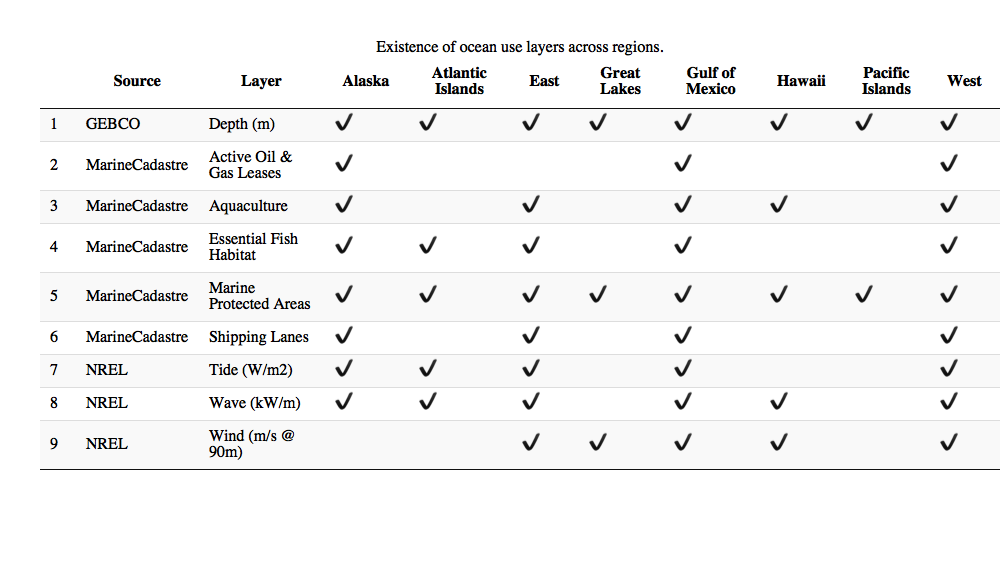 Existence of ocean use layers across regions.
Source Layer Alaska Atlantic Islands East Great Lakes Gulf of Mexico Hawaii Pacific Islands West
1 GEBCO Depth (m) ✔ ✔ ✔ ✔ ✔ ✔ ✔ ✔
2 MarineCadastre Active Oil & Gas Leases ✔ ✔ ✔
3 MarineCadastre Aquaculture ✔ ✔ ✔ ✔ ✔
4 MarineCadastre Essential Fish Habitat ✔ ✔ ✔ ✔ ✔
5 MarineCadastre Marine Protected Areas ✔ ✔ ✔ ✔ ✔ ✔ ✔ ✔
6 MarineCadastre Shipping Lanes ✔ ✔ ✔ ✔
7 NREL Tide (W/m2) ✔ ✔ ✔ ✔ ✔
8 NREL Wave (kW/m) ✔ ✔ ✔ ✔ ✔ ✔
9 NREL Wind (m/s @ 90m) ✔ ✔ ✔ ✔ ✔